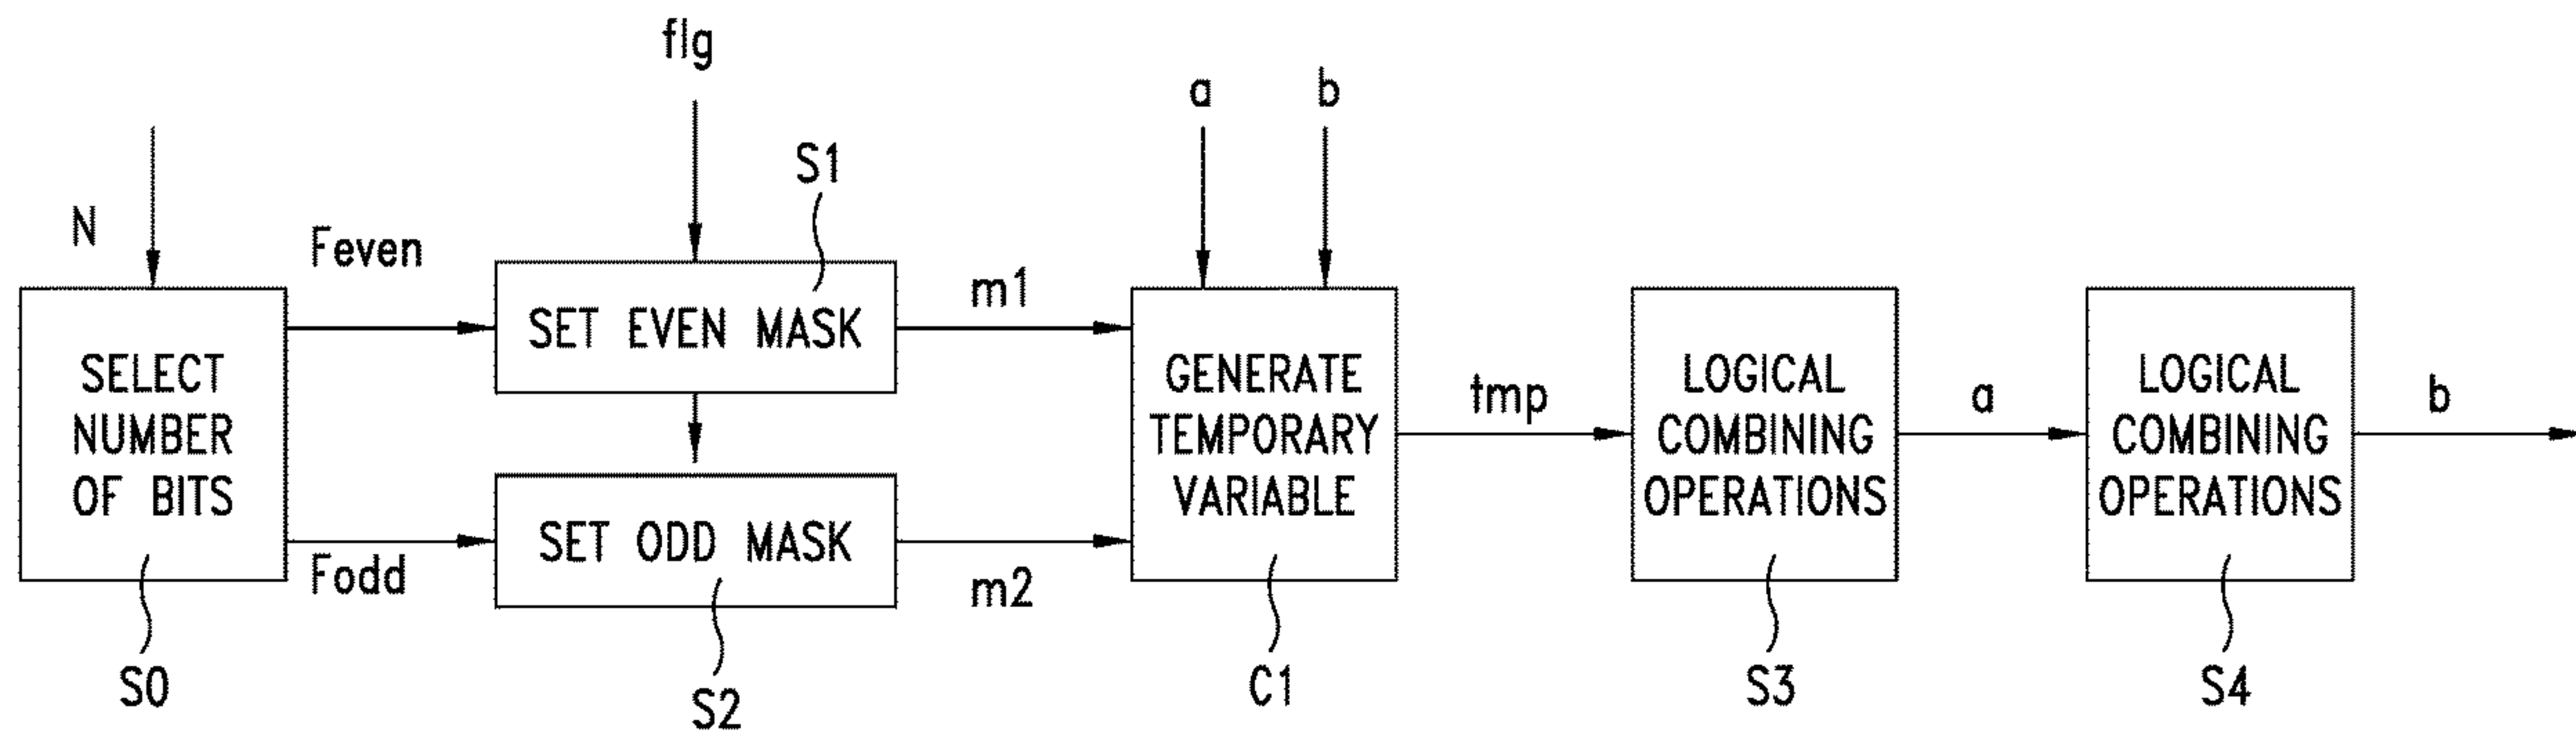 flg
a b
S1
N
Feven
SET EVEN MASK
m1
SELECT
NUMBER
OF BITS
Fodd
SET ODD MASK
m2
GENERATE
TEMPORARY
VARIABLE
tmp
LOGICAL
COMBINING
OPERATIONS
a
LOGICAL
COMBINING
OPERATIONS
b
S0
S2
C1
S3
S4